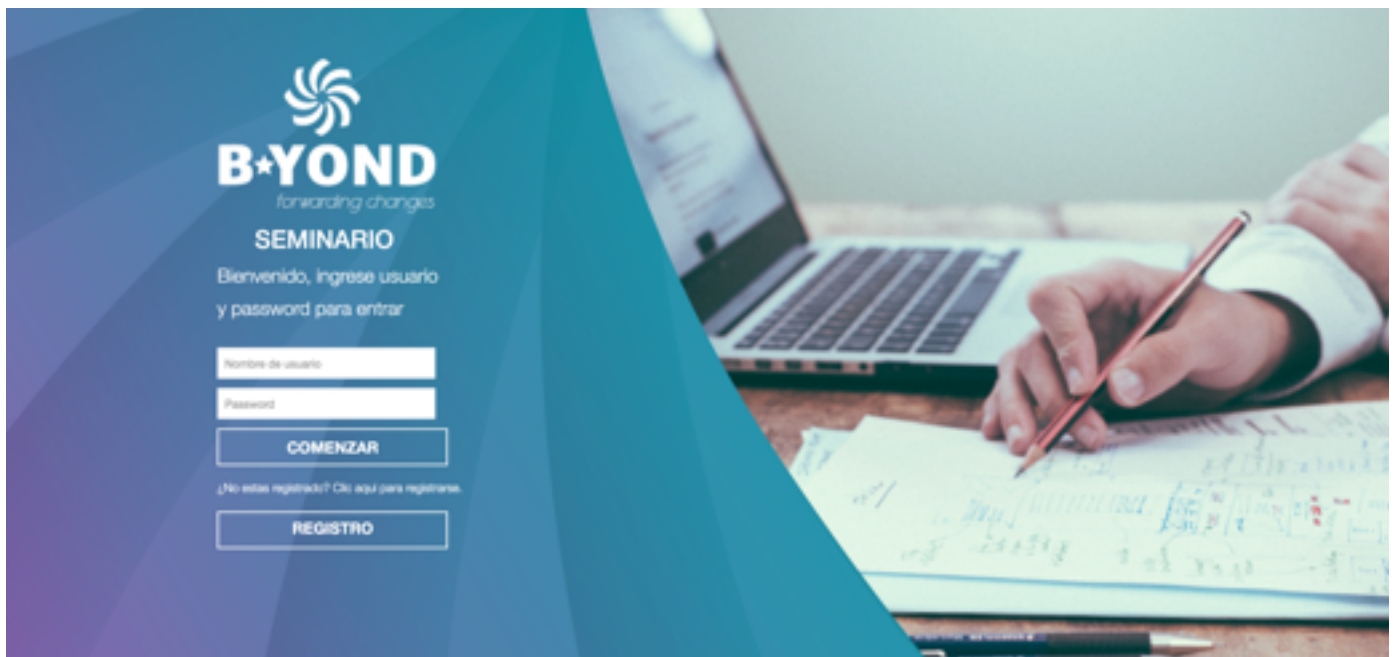 B★YOND
forwarding changes
SEMINARIO
Bienvenido, ingrese usuario
y password para entrar
Nombre de usuario
Password
COMENZAR
¿No estas registrado? Clic aquí para registrarse.
REGISTRO